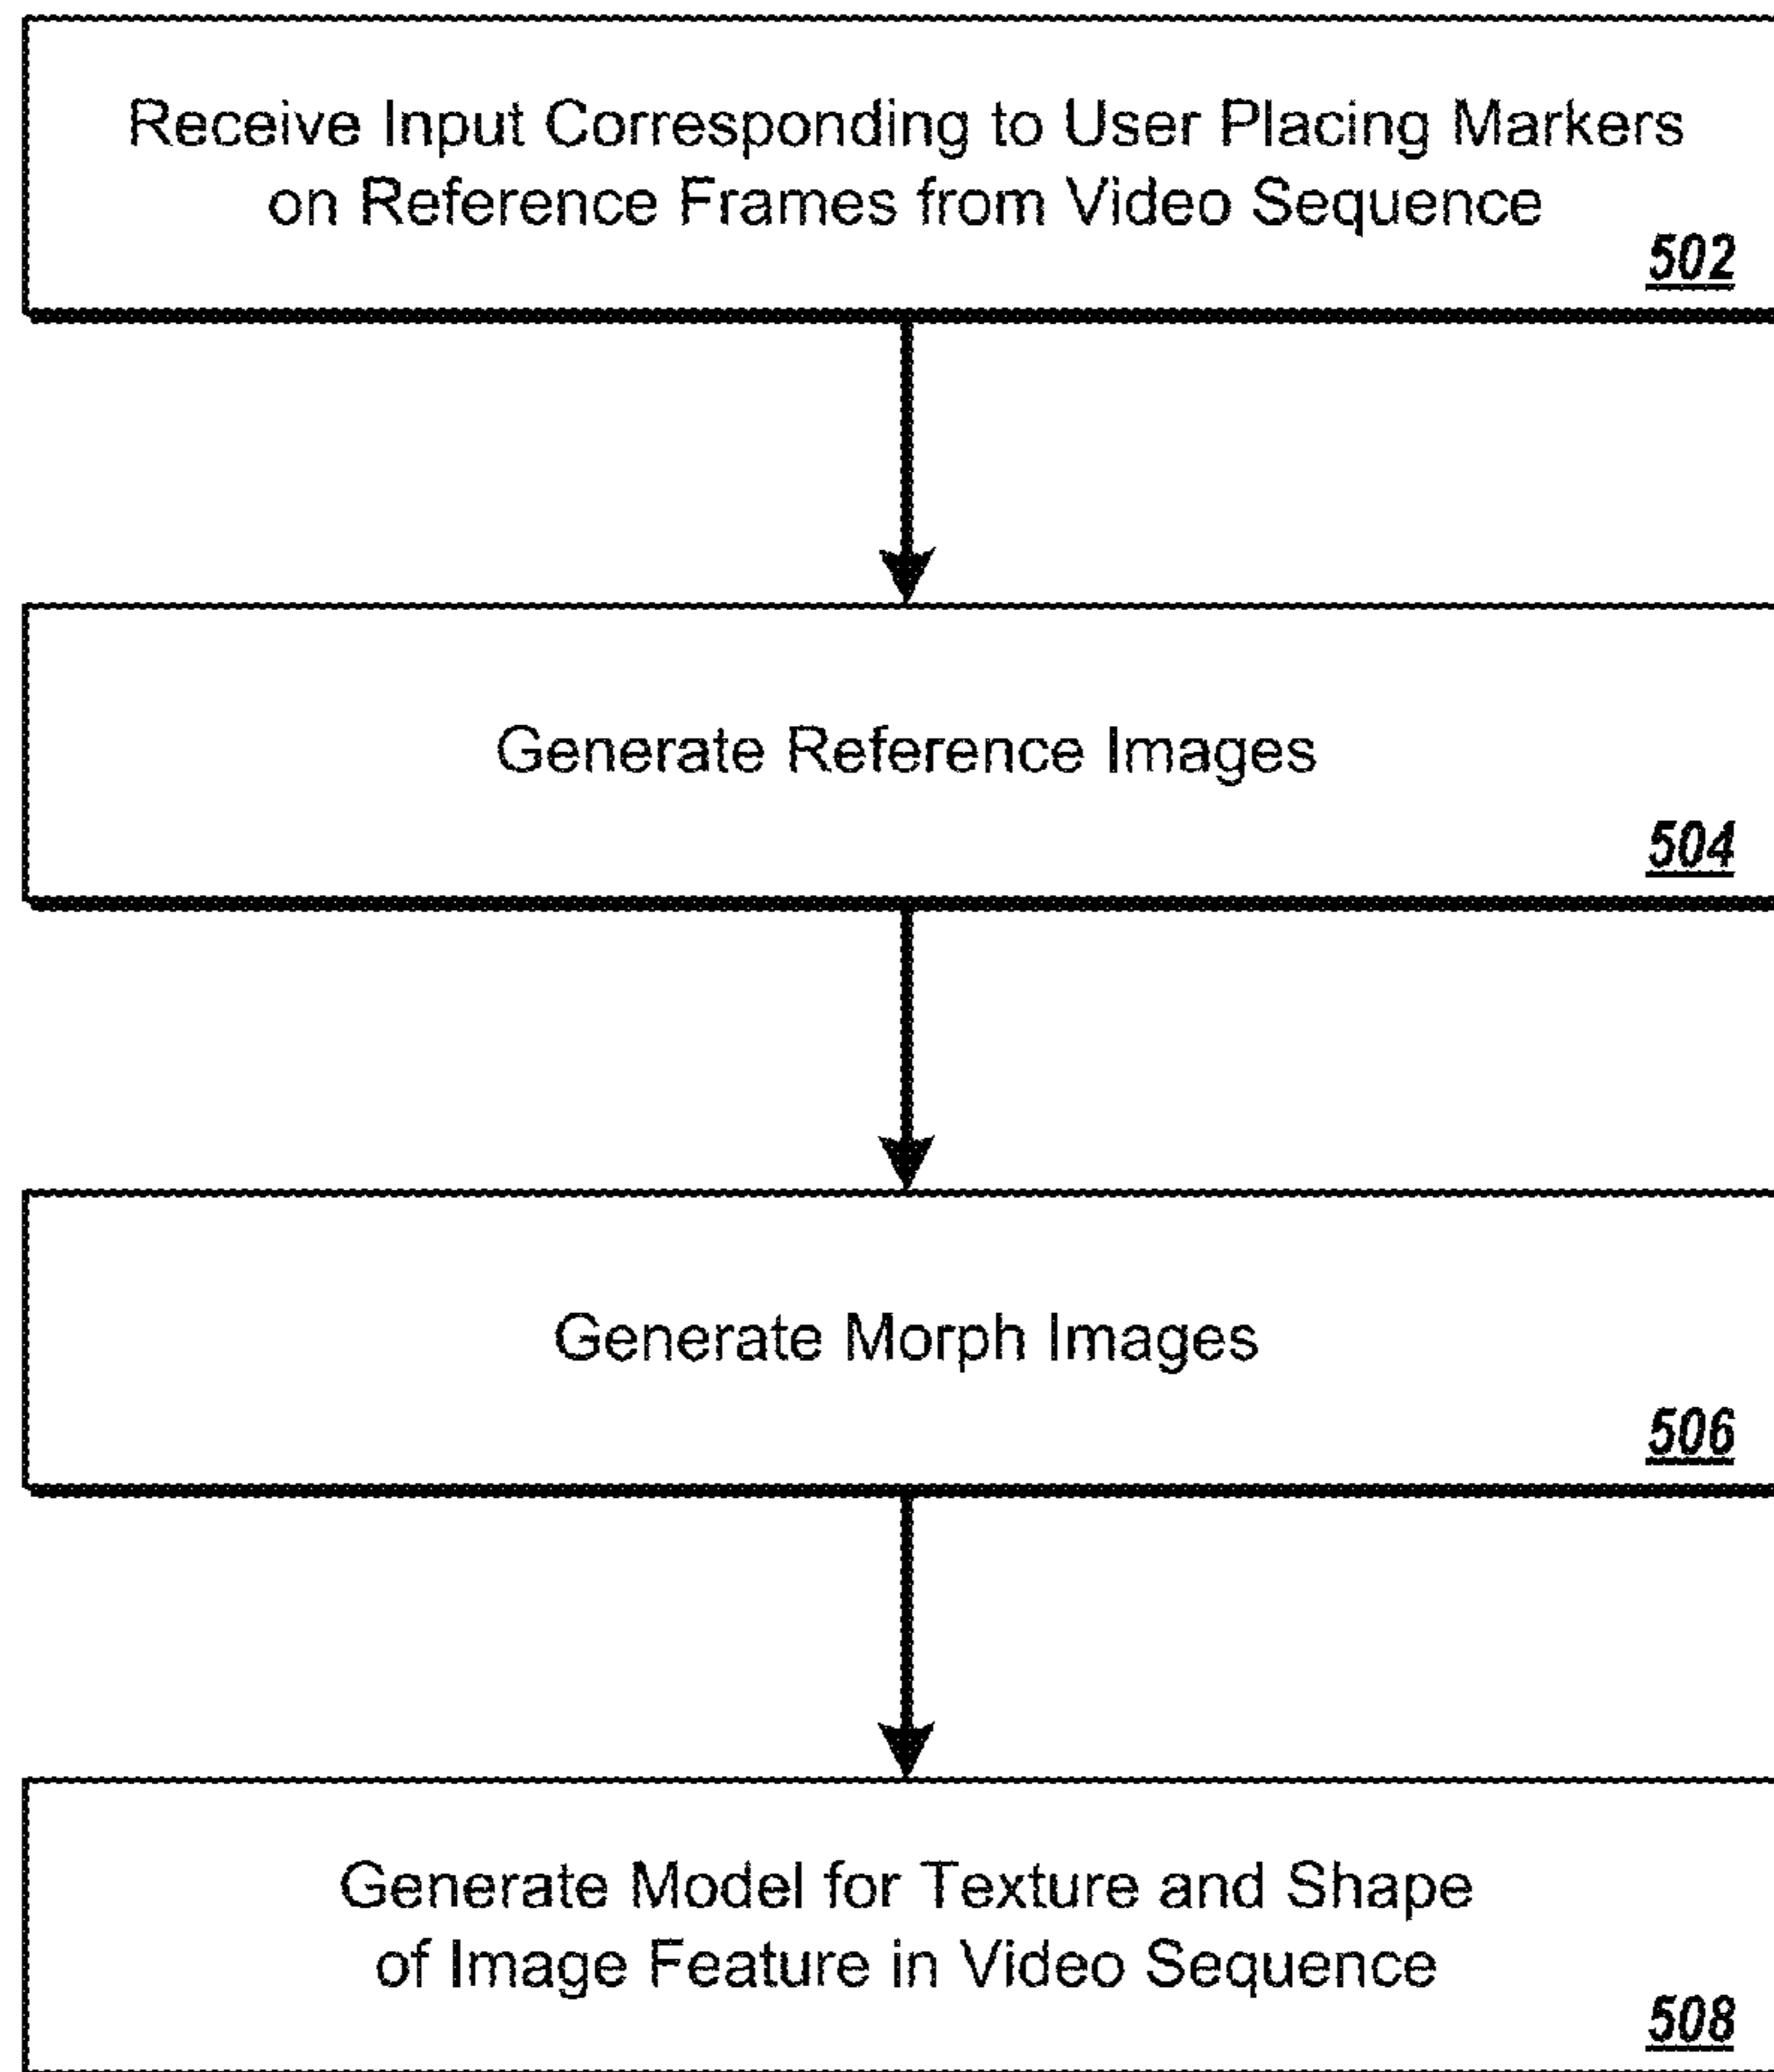 Receive Input Corresponding to User Placing Markers
on Reference Frames from Video Sequence
502
Generate Reference Images
504
Generate Morph Images
506
Generate Model for Texture and Shape
of Image Feature in Video Sequence
508